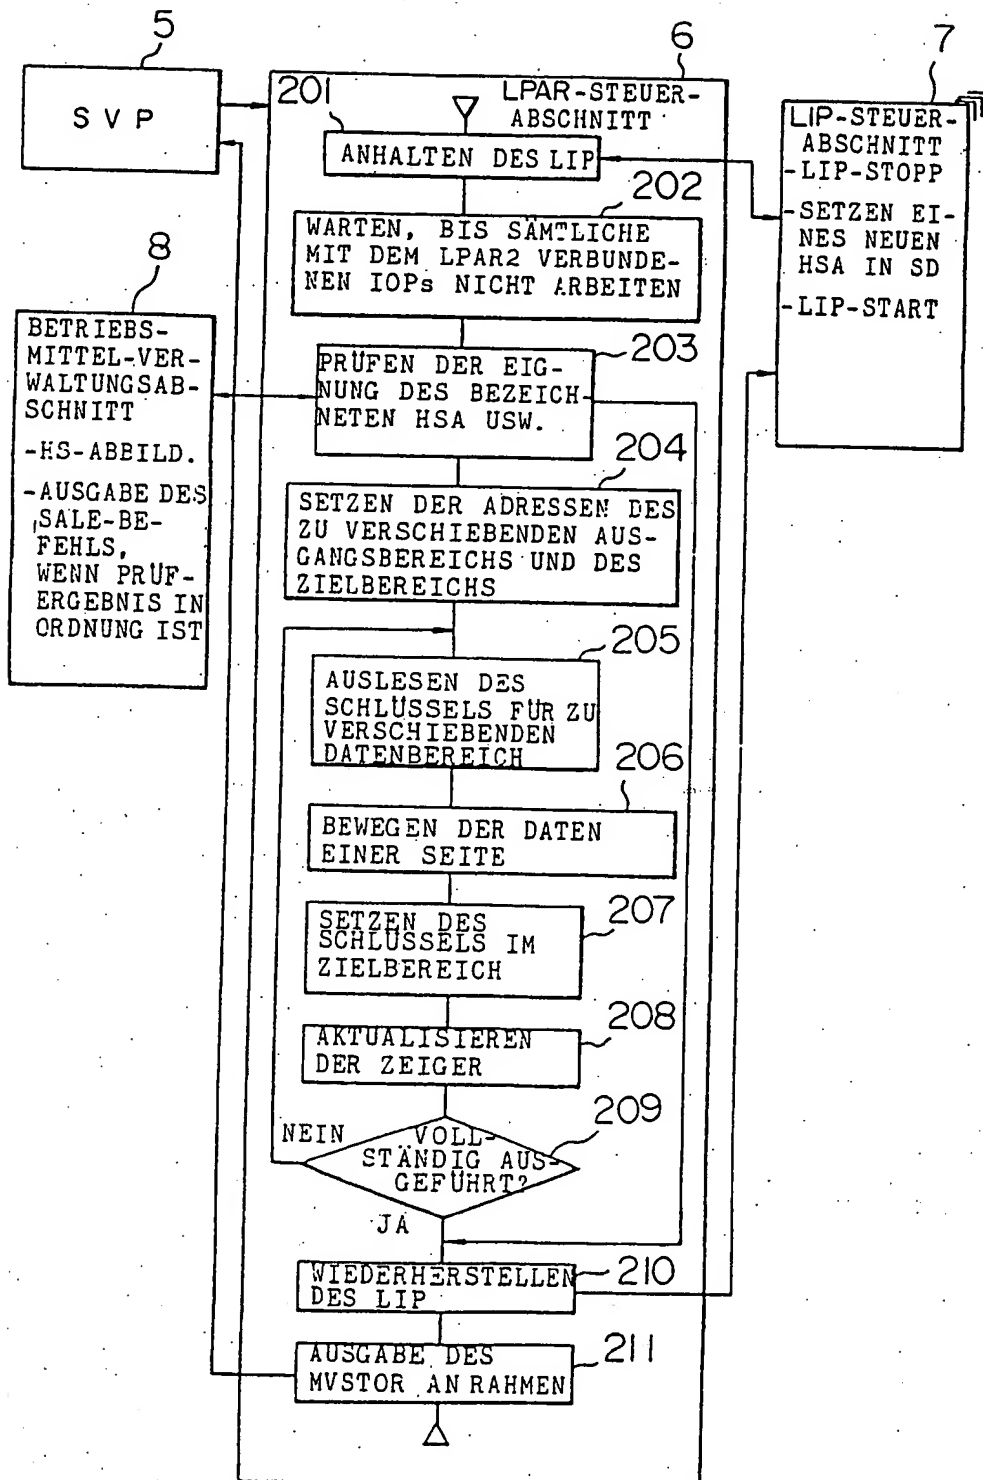 5
SVP
6
LPAR-STEUER-
ABSCHNITT
7
LIP-STEUER-
ABSCHNITT
-LIP-STOPP
-SETZEN EI-
NES NEUEN
HSA IN SD
-LIP-START
8
BETRIEBS-
MITTEL-VER-
WALTUNGSAB-
SCHNITT
-HS-ABBILD.
-AUSGABE DES
SALE-BE-
FEHLS,
WENN PRÜF-
ERGEBNIS IN
ORDNUNG IST
201
ANHALTEN DES LIP
202
WARTEN, BIS SÄMTLICHE
MIT DEM LPAR2 VERBUNDE-
NEN IOPs NICHT ARBEITEN
203
PRÜFEN DER EIG-
NUNG DES BEZEICH-
NETEN HSA USW.
204
SETZEN DER ADRESSEN DES
ZU VERSCHIEBENDEN AUS-
GANGSBEREICHS UND DES
ZIELBEREICHS
205
AUSLESEN DES
SCHLÜSSELS FÜR ZU
VERSCHIEBENDEN
DATENBEREICH
206
BEWEGEN DER DATEN
EINER SEITE
207
SETZEN DES
SCHLÜSSELS IM
ZIELBEREICH
208
AKTUALISIEREN
DER ZEIGER
209
VOLL-
STÄNDIG AUS-
GEFÜHRT?
NEIN
JA
210
WIEDERHERSTELLEN
DES LIP
211
AUSGABE DES
MVSTOR AN RAHMEN